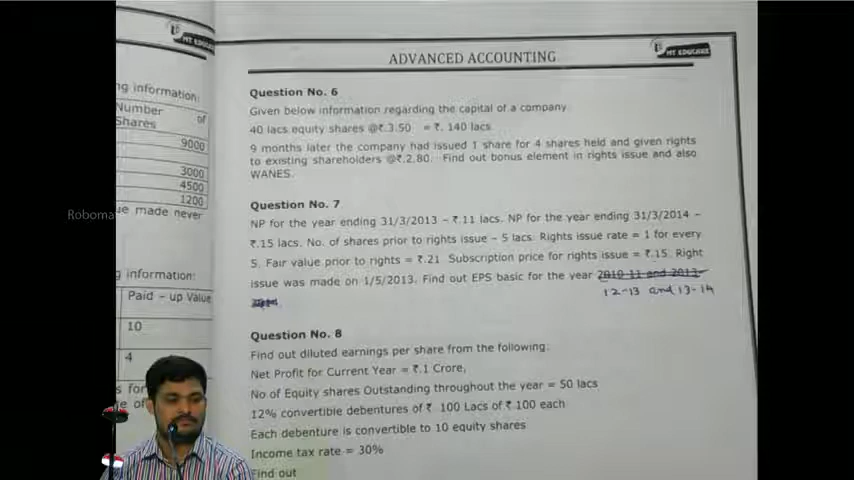 MT EDUCARE
ADVANCED ACCOUNTING
MT EDUCARE
ng information:
Number of
Shares
9000
3000
4500
1200
ue made never
g information:
Paid - up Value
10
4
s for
e of
Roboma
Question No. 6
Given below information regarding the capital of a company
40 lacs equity shares @₹.3.50 = ₹. 140 lacs
9 months later the company had issued 1 share for 4 shares held and given rights
to existing shareholders @₹.2.80. Find out bonus element in rights issue and also
WANES.
Question No. 7
NP for the year ending 31/3/2013 – ₹.11 lacs. NP for the year ending 31/3/2014 –
₹.15 lacs. No. of shares prior to rights issue – 5 lacs. Rights issue rate = 1 for every
5. Fair value prior to rights = ₹.21 Subscription price for rights issue = ₹.15. Right
issue was made on 1/5/2013. Find out EPS basic for the year 2010-11 and 2013-
12-13 and 13-14
Question No. 8
Find out diluted earnings per share from the following:
Net Profit for Current Year = ₹.1 Crore,
No of Equity shares Outstanding throughout the year = 50 lacs
12% convertible debentures of ₹ 100 Lacs of ₹ 100 each
Each debenture is convertible to 10 equity shares
Income tax rate = 30%
Find out